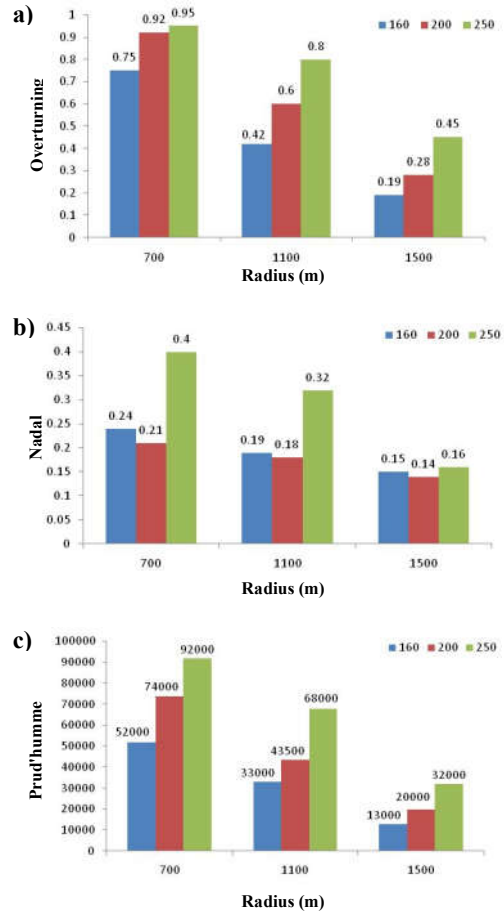 a)
Overturning
160 200 250
1
0.9
0.8
0.7
0.6
0.5
0.4
0.3
0.2
0.1
0
0.75 0.92 0.95
0.42 0.6 0.8
0.19 0.28 0.45
700 1100 1500
Radius (m)
b)
Nadal
160 200 250
0.45
0.4
0.35
0.3
0.25
0.2
0.15
0.1
0.05
0
0.24 0.21 0.4
0.19 0.18 0.32
0.15 0.14 0.16
700 1100 1500
Radius (m)
c)
Prud'humme
160 200 250
100000
90000
80000
70000
60000
50000
40000
30000
20000
10000
0
52000 74000 92000
33000 43500 68000
13000 20000 32000
700 1100 1500
Radius (m)